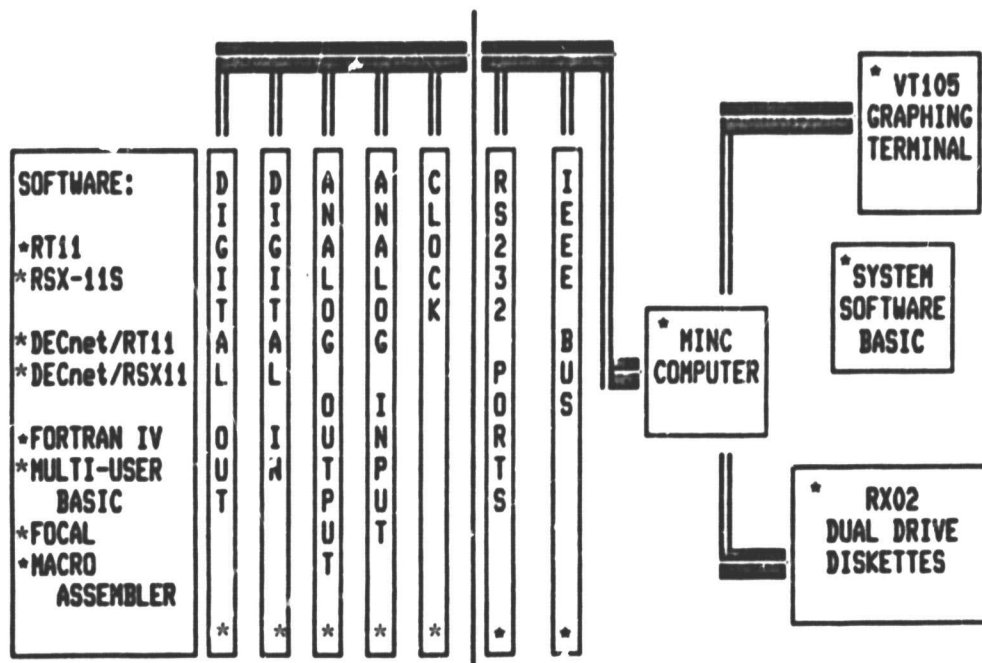 SOFTWARE:
*RT11
*RSX-11S
*DECnet/RT11
*DECnet/RSX11
*FORTRAN IV
*MULTI-USER
BASIC
*FOCAL
*MACRO
ASSEMBLER
DIGITAL OUT *
DIGITAL IN *
ANALOG OUTPUT *
ANALOG INPUT *
CLOCK *
RS232 PORTS *
IEEE BUS *
* MINC
COMPUTER
* VT105
GRAPHING
TERMINAL
* SYSTEM
SOFTWARE
BASIC
* RX02
DUAL DRIVE
DISKETTES